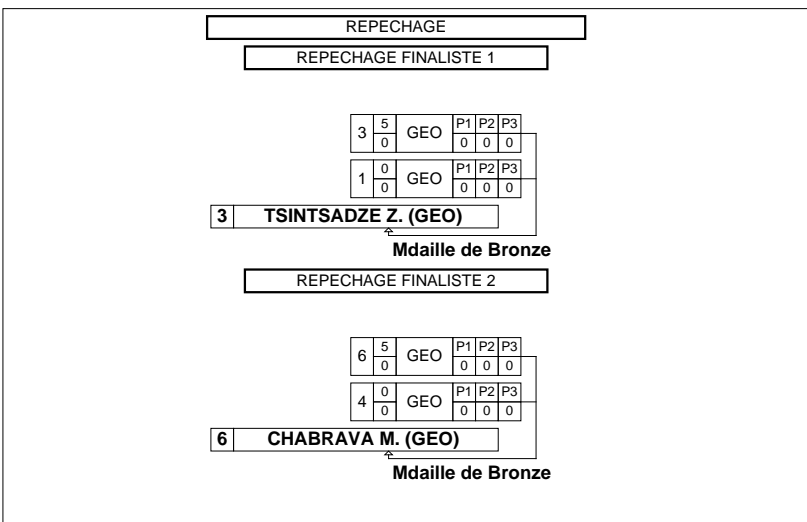 REPECHAGE
REPECHAGE FINALISTE 1
3 5 GEO P1 P2 P3
0 0 0 0
1 0 GEO P1 P2 P3
0 0 0 0
3 TSINTSADZE Z. (GEO)
Mdaille de Bronze
REPECHAGE FINALISTE 2
6 5 GEO P1 P2 P3
0 0 0 0
4 0 GEO P1 P2 P3
0 0 0 0
6 CHABRAVA M. (GEO)
Mdaille de Bronze